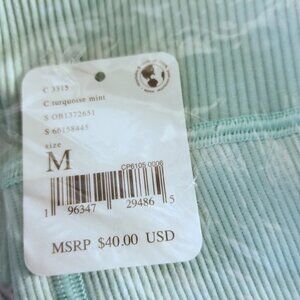 C 3315
C turquoise mint
S OB1372651
S 66158445
size
M
CP6105 0006
1 96347 29486 5
MSRP $40.00 USD